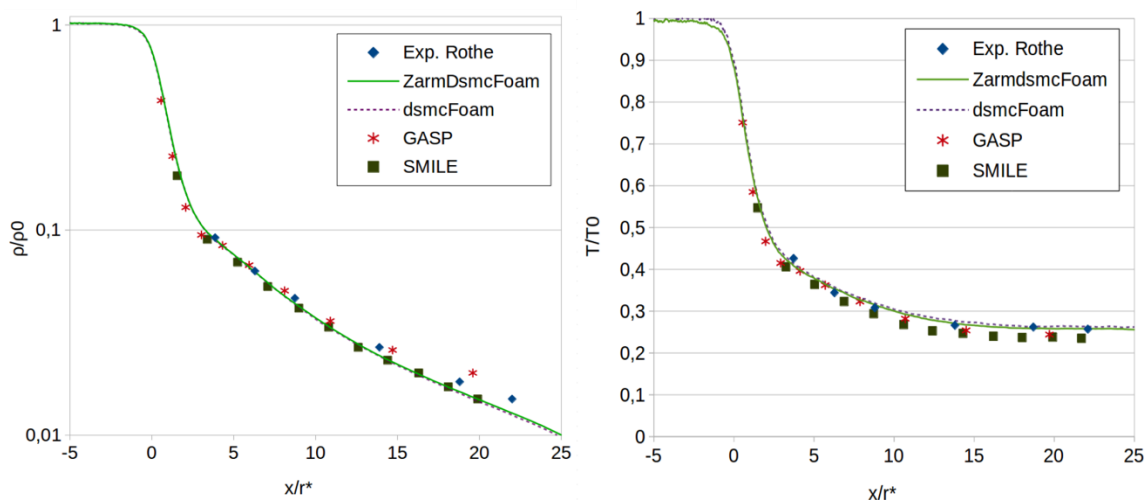 1
0,1
0,01
ρ/ρ0
-5 0 5 10 15 20 25
x/r*
Exp. Rothe
ZarmDsmcFoam
dsmcFoam
GASP
SMILE
1
0,9
0,8
0,7
0,6
0,5
0,4
0,3
0,2
0,1
0
T/T0
-5 0 5 10 15 20 25
x/r*
Exp. Rothe
ZarmdsmcFoam
dsmcFoam
GASP
SMILE